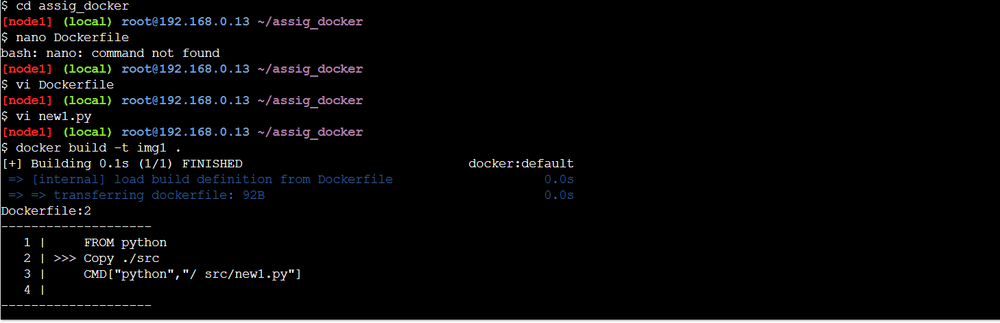 $ cd assig_docker
[node1] (local) root@192.168.0.13 ~/assig_docker
$ nano Dockerfile
bash: nano: command not found
[node1] (local) root@192.168.0.13 ~/assig_docker
$ vi Dockerfile
[node1] (local) root@192.168.0.13 ~/assig_docker
$ vi new1.py
[node1] (local) root@192.168.0.13 ~/assig_docker
$ docker build -t img1 .
[+] Building 0.1s (1/1) FINISHED docker:default
=> [internal] load build definition from Dockerfile 0.0s
=> => transferring dockerfile: 92B 0.0s
Dockerfile:2
--------------------
1 | FROM python
2 | >>> Copy ./src
3 | CMD["python","/ src/new1.py"]
4 |
--------------------